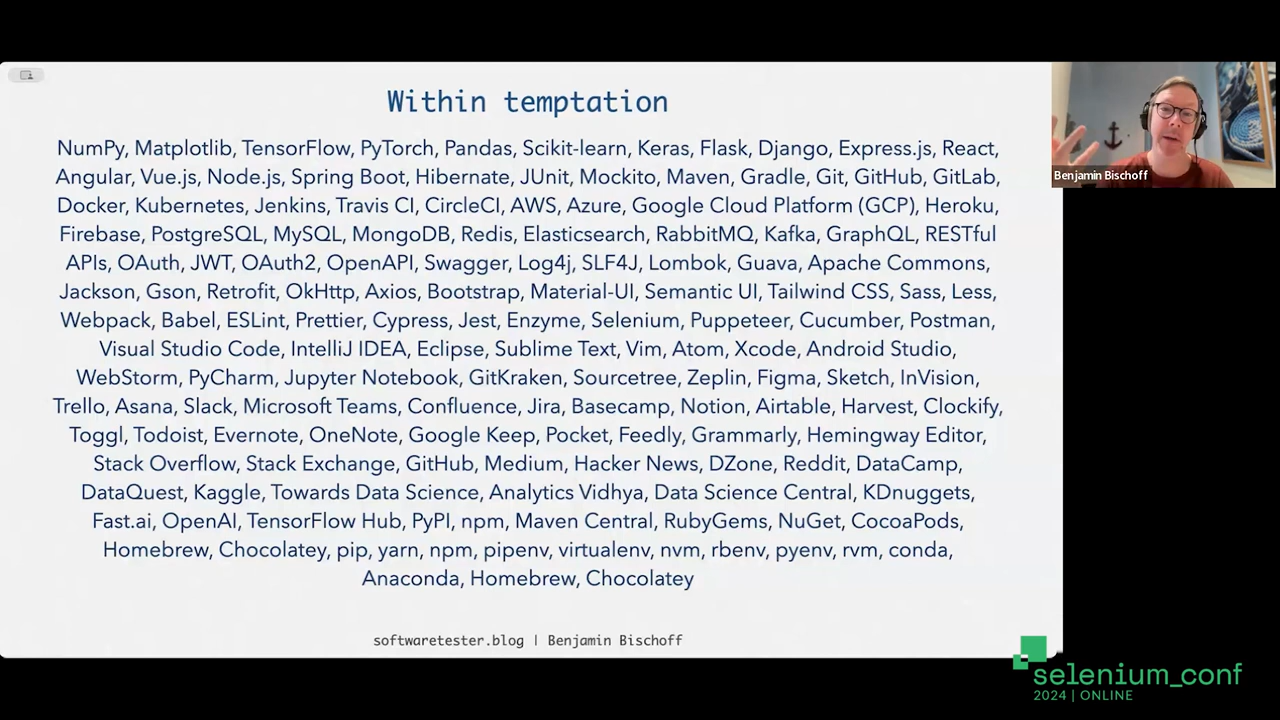 Within temptation
NumPy, Matplotlib, TensorFlow, PyTorch, Pandas, Scikit-learn, Keras, Flask, Django, Express.js, React,
Angular, Vue.js, Node.js, Spring Boot, Hibernate, JUnit, Mockito, Maven, Gradle, Git, GitHub, GitLab,
Docker, Kubernetes, Jenkins, Travis CI, CircleCI, AWS, Azure, Google Cloud Platform (GCP), Heroku,
Firebase, PostgreSQL, MySQL, MongoDB, Redis, Elasticsearch, RabbitMQ, Kafka, GraphQL, RESTful
APIs, OAuth, JWT, OAuth2, OpenAPI, Swagger, Log4j, SLF4J, Lombok, Guava, Apache Commons,
Jackson, Gson, Retrofit, OkHttp, Axios, Bootstrap, Material-UI, Semantic UI, Tailwind CSS, Sass, Less,
Webpack, Babel, ESLint, Prettier, Cypress, Jest, Enzyme, Selenium, Puppeteer, Cucumber, Postman,
Visual Studio Code, IntelliJ IDEA, Eclipse, Sublime Text, Vim, Atom, Xcode, Android Studio,
WebStorm, PyCharm, Jupyter Notebook, GitKraken, Sourcetree, Zeplin, Figma, Sketch, InVision,
Trello, Asana, Slack, Microsoft Teams, Confluence, Jira, Basecamp, Notion, Airtable, Harvest, Clockify,
Toggl, Todoist, Evernote, OneNote, Google Keep, Pocket, Feedly, Grammarly, Hemingway Editor,
Stack Overflow, Stack Exchange, GitHub, Medium, Hacker News, DZone, Reddit, DataCamp,
DataQuest, Kaggle, Towards Data Science, Analytics Vidhya, Data Science Central, KDnuggets,
Fast.ai, OpenAI, TensorFlow Hub, PyPI, npm, Maven Central, RubyGems, NuGet, CocoaPods,
Homebrew, Chocolatey, pip, yarn, npm, pipenv, virtualenv, nvm, rbenv, pyenv, rvm, conda,
Anaconda, Homebrew, Chocolatey
softwaretester.blog | Benjamin Bischoff
Benjamin Bischoff
selenium_conf
2024 | ONLINE